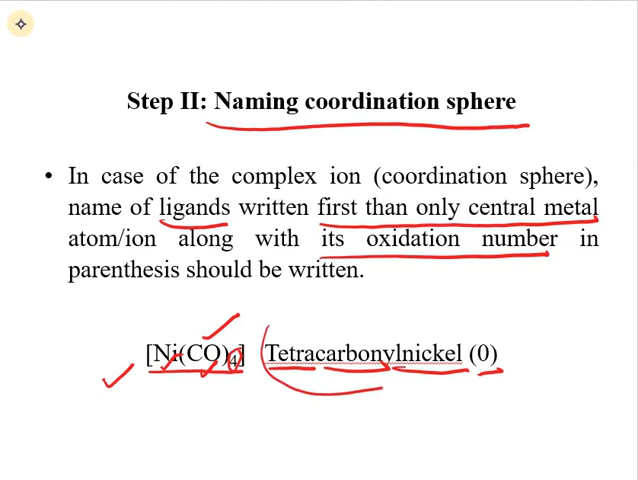 Step II: Naming coordination sphere
• In case of the complex ion (coordination sphere),
name of ligands written first than only central metal
atom/ion along with its oxidation number in
parenthesis should be written.
[Ni(CO)4] Tetracarbonylnickel (0)